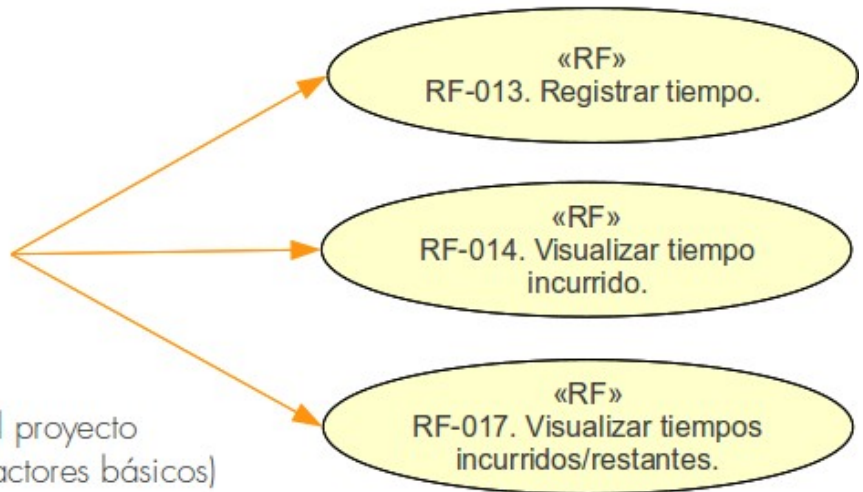 «RF»
RF-013. Registrar tiempo.
«RF»
RF-014. Visualizar tiempo
incurrido.
«RF»
RF-017. Visualizar tiempos
incurridos/restantes.
proyecto
actores básicos)